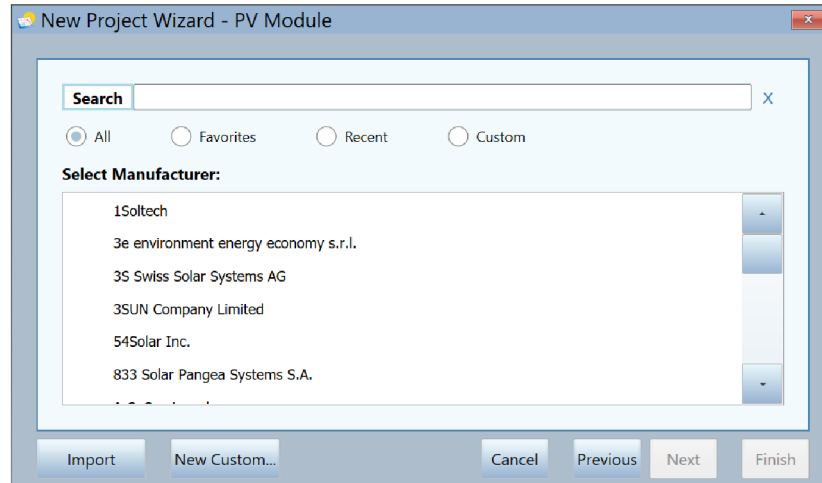 New Project Wizard - PV Module
x
Search
X
All Favorites Recent Custom
Select Manufacturer:
1Soltech
3e environment energy economy s.r.l.
3S Swiss Solar Systems AG
3SUN Company Limited
54Solar Inc.
833 Solar Pangea Systems S.A.
Import New Custom... Cancel Previous Next Finish